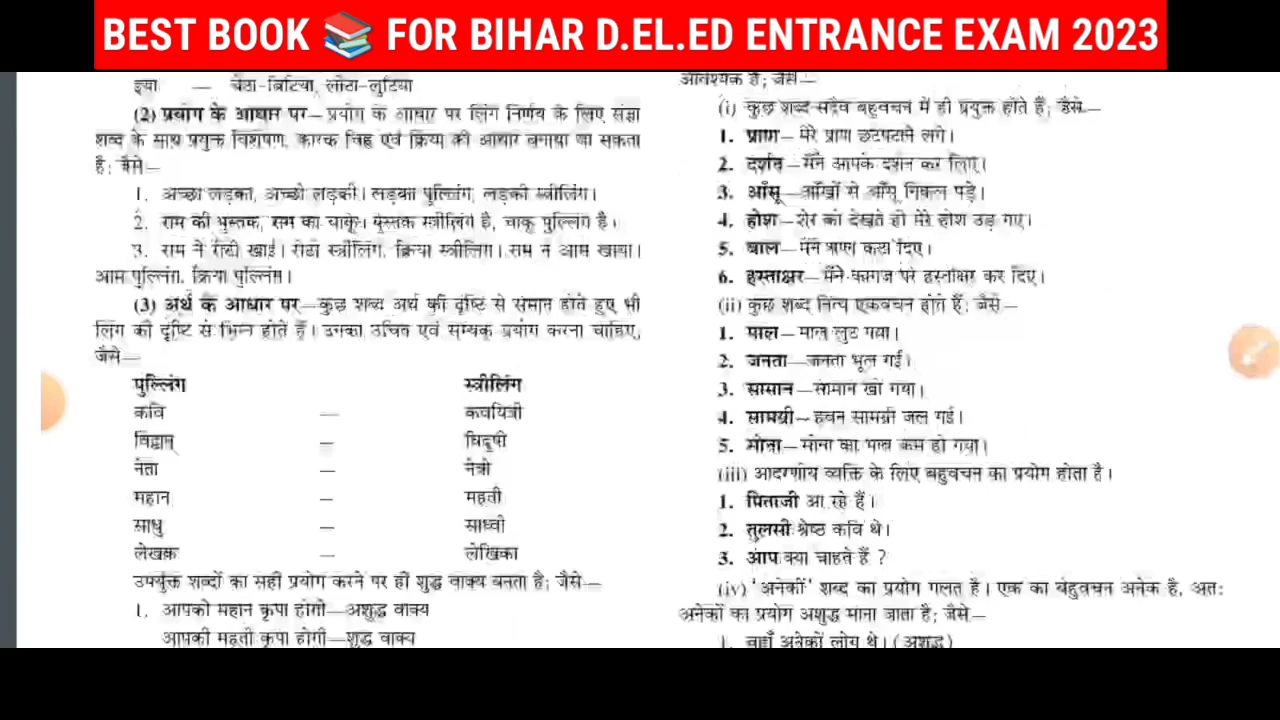 BEST BOOK 📚 FOR BIHAR D.EL.ED ENTRANCE EXAM 2023
इया — बेटा-बिटिया, लोटा-लुटिया
(2) प्रयोग के आधार पर—प्रयोग के आधार पर लिंग निर्णय के लिए संज्ञा
शब्द के साथ प्रयुक्त विशेषण, कारक चिह्न एवं क्रिया को आधार बनाया जा सकता
है; जैसे—
1. अच्छा लड़का, अच्छी लड़की। लड़का पुल्लिंग, लड़की स्त्रीलिंग।
2. राम की पुस्तक, राम का चाकू। पुस्तक स्त्रीलिंग है, चाकू पुल्लिंग है।
3. राम ने रोटी खाई। रोटी स्त्रीलिंग, क्रिया स्त्रीलिंग। राम ने आम खाया।
आम पुल्लिंग, क्रिया पुल्लिंग।
(3) अर्थ के आधार पर—कुछ शब्द अर्थ की दृष्टि से समान होते हुए भी
लिंग की दृष्टि से भिन्न होते हैं। उनका उचित एवं सम्यक् प्रयोग करना चाहिए,
जैसे—
पुल्लिंग स्त्रीलिंग
कवि — कवयित्री
विद्वान् — विदुषी
नेता — नेत्री
महान — महती
साधु — साध्वी
लेखक — लेखिका
उपर्युक्त शब्दों का सही प्रयोग करने पर ही शुद्ध वाक्य बनता है; जैसे—
1. आपकी महान कृपा होगी—अशुद्ध वाक्य
आपकी महती कृपा होगी—शुद्ध वाक्य
आवश्यक है; जैसे—
(i) कुछ शब्द सदैव बहुवचन में ही प्रयुक्त होते हैं, जैसे—
1. प्राण—मेरे प्राण छटपटाने लगे।
2. दर्शन—मैंने आपके दर्शन कर लिए।
3. आँसू—आँखों से आँसू निकल पड़े।
4. होश—शेर को देखते ही मेरे होश उड़ गए।
5. बाल—मैंने बाल कटा दिए।
6. हस्ताक्षर—मैंने कागज पर हस्ताक्षर कर दिए।
(ii) कुछ शब्द नित्य एकवचन होते हैं; जैसे—
1. माल—माल लुट गया।
2. जनता—जनता भूल गई।
3. सामान—सामान खो गया।
4. सामग्री—हवन सामग्री जल गई।
5. सोना—सोना का भाव कम हो गया।
(iii) आदरणीय व्यक्ति के लिए बहुवचन का प्रयोग होता है।
1. पिताजी आ रहे हैं।
2. तुलसी श्रेष्ठ कवि थे।
3. आप क्या चाहते हैं ?
(iv) 'अनेकों' शब्द का प्रयोग गलत है। एक का बहुवचन अनेक है, अतः
अनेकों का प्रयोग अशुद्ध माना जाता है; जैसे—
1. वहाँ अनेकों लोग थे। (अशुद्ध)